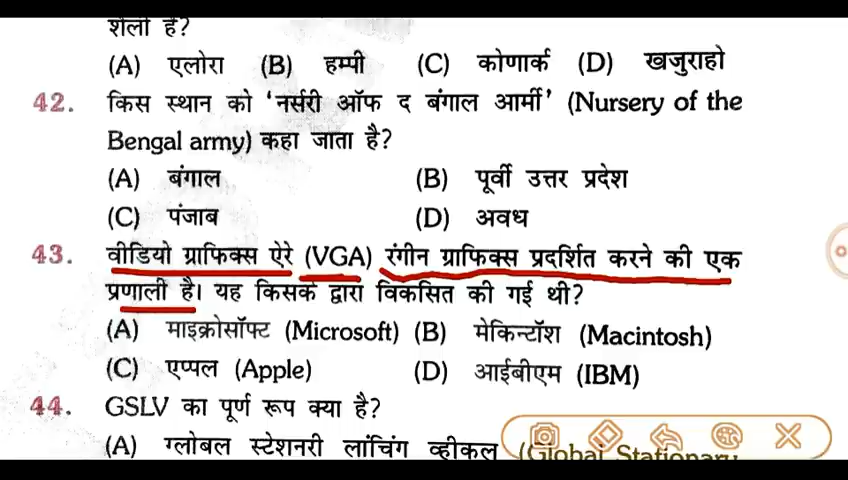 शैली है?
(A) एलोरा (B) हम्पी (C) कोणार्क (D) खजुराहो
42. किस स्थान को 'नर्सरी ऑफ द बंगाल आर्मी' (Nursery of the
Bengal army) कहा जाता है?
(A) बंगाल (B) पूर्वी उत्तर प्रदेश
(C) पंजाब (D) अवध
43. वीडियो ग्राफिक्स ऐरे (VGA) रंगीन ग्राफिक्स प्रदर्शित करने की एक
प्रणाली है। यह किसके द्वारा विकसित की गई थी?
(A) माइक्रोसॉफ्ट (Microsoft) (B) मेकिन्टॉश (Macintosh)
(C) एप्पल (Apple) (D) आईबीएम (IBM)
44. GSLV का पूर्ण रूप क्या है?
(A) ग्लोबल स्टेशनरी लांचिंग व्हीकल (Global Stationary